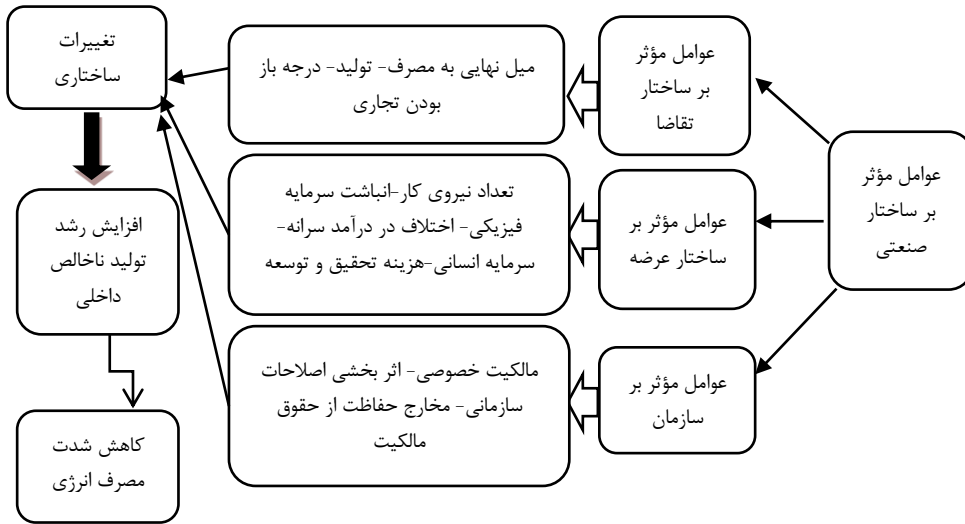 عوامل مؤثر
بر ساختار
صنعتی
عوامل مؤثر
بر ساختار
تقاضا
میل نهایی به مصرف- تولید- درجه باز
بودن تجاری
عوامل مؤثر بر
ساختار عرضه
تعداد نیروی کار-انباشت سرمایه
فیزیکی- اختلاف در درآمد سرانه-
سرمایه انسانی-هزینه تحقیق و توسعه
عوامل مؤثر بر
سازمان
مالکیت خصوصی- اثر بخشی اصلاحات
سازمانی- مخارج حفاظت از حقوق
مالکیت
تغییرات
ساختاری
افزایش رشد
تولید ناخالص
داخلی
کاهش شدت
مصرف انرژی